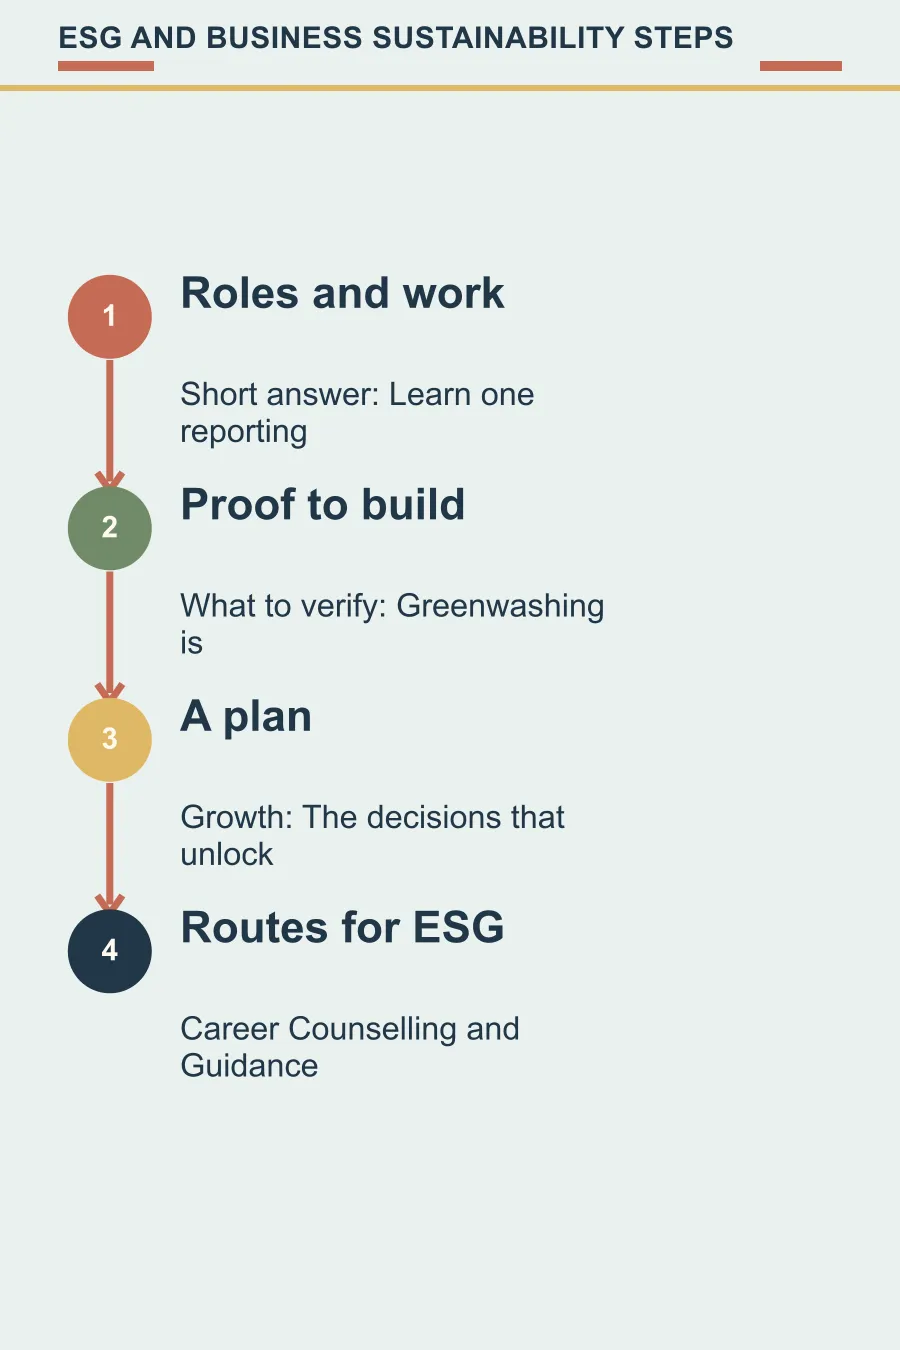 ESG AND BUSINESS SUSTAINABILITY STEPS
1
Roles and work
Short answer: Learn one
reporting
2
Proof to build
What to verify: Greenwashing
is
3
A plan
Growth: The decisions that
unlock
4
Routes for ESG
Career Counselling and
Guidance